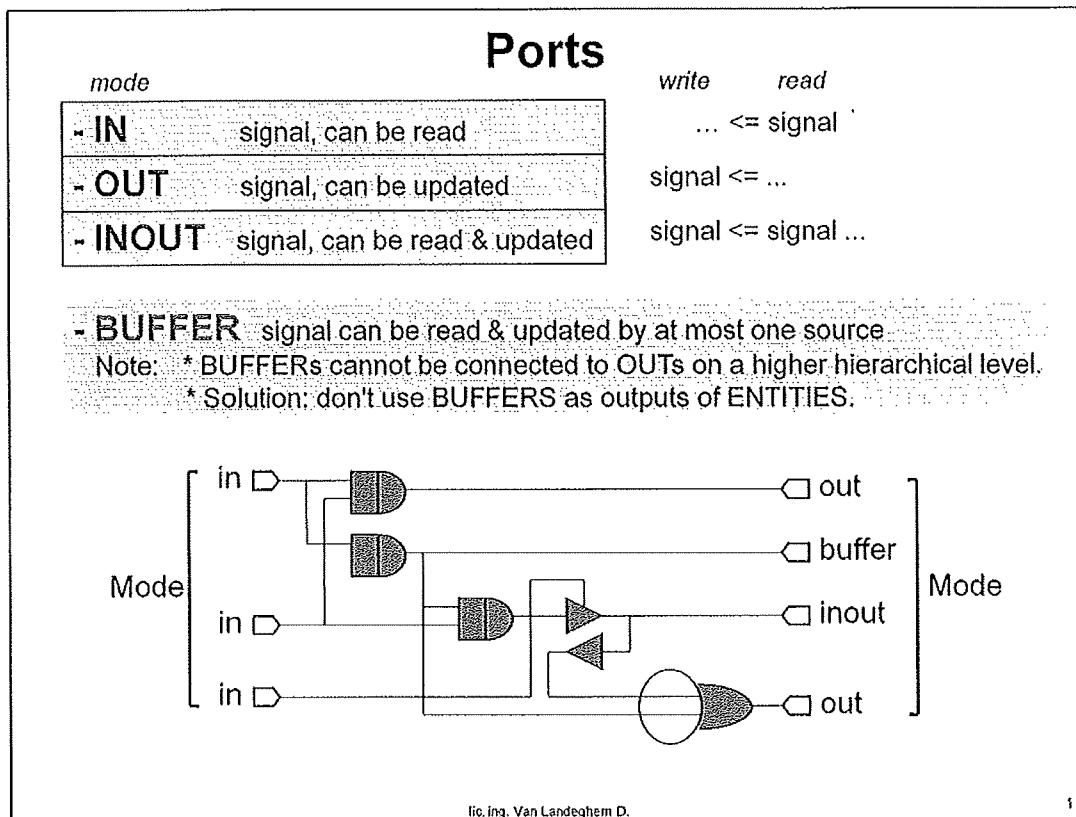 Ports
mode
write read
- IN signal, can be read
... <= signal
- OUT signal, can be updated
signal <= ...
- INOUT signal, can be read & updated
signal <= signal ...
- BUFFER signal can be read & updated by at most one source
Note: * BUFFERs cannot be connected to OUTs on a higher hierarchical level.
* Solution: don't use BUFFERS as outputs of ENTITIES.
in
out
buffer
Mode
Mode
in
inout
in
out
lic.ing. Van Landeghem D.
1